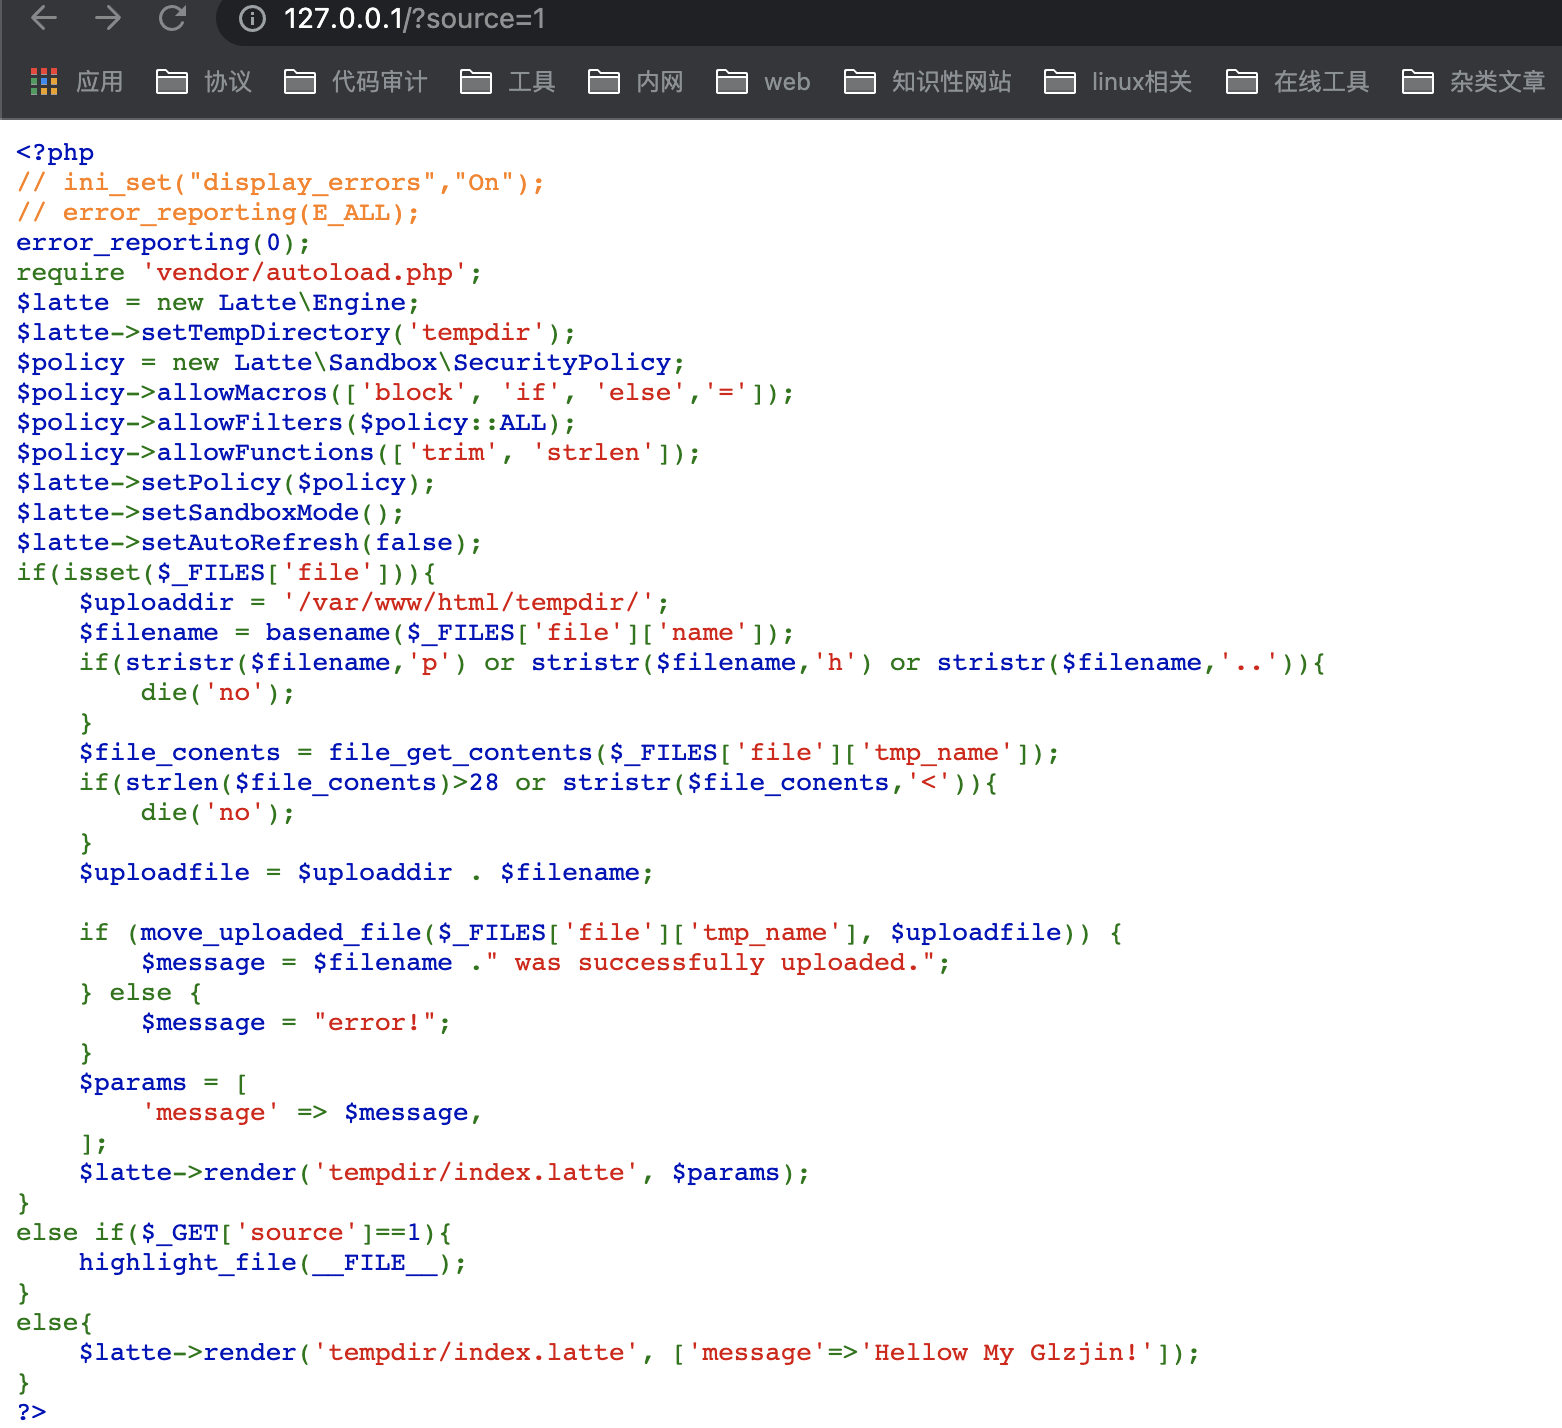 127.0.0.1/?source=1
应用 协议 代码审计 工具 内网 web 知识性网站 linux相关 在线工具 杂类文章
<?php
// ini_set("display_errors","On");
// error_reporting(E_ALL);
error_reporting(0);
require 'vendor/autoload.php';
$latte = new Latte\Engine;
$latte->setTempDirectory('tempdir');
$policy = new Latte\Sandbox\SecurityPolicy;
$policy->allowMacros(['block', 'if', 'else','=']);
$policy->allowFilters($policy::ALL);
$policy->allowFunctions(['trim', 'strlen']);
$latte->setPolicy($policy);
$latte->setSandboxMode();
$latte->setAutoRefresh(false);
if(isset($_FILES['file'])){
    $uploaddir = '/var/www/html/tempdir/';
    $filename = basename($_FILES['file']['name']);
    if(stristr($filename,'p') or stristr($filename,'h') or stristr($filename,'..')){
        die('no');
    }
    $file_conents = file_get_contents($_FILES['file']['tmp_name']);
    if(strlen($file_conents)>28 or stristr($file_conents,'<')){
        die('no');
    }
    $uploadfile = $uploaddir . $filename;
    if (move_uploaded_file($_FILES['file']['tmp_name'], $uploadfile)) {
        $message = $filename ." was successfully uploaded.";
    } else {
        $message = "error!";
    }
    $params = [
        'message' => $message,
    ];
    $latte->render('tempdir/index.latte', $params);
}
else if($_GET['source']==1){
    highlight_file(__FILE__);
}
else{
    $latte->render('tempdir/index.latte', ['message'=>'Hellow My Glzjin!']);
}
?>